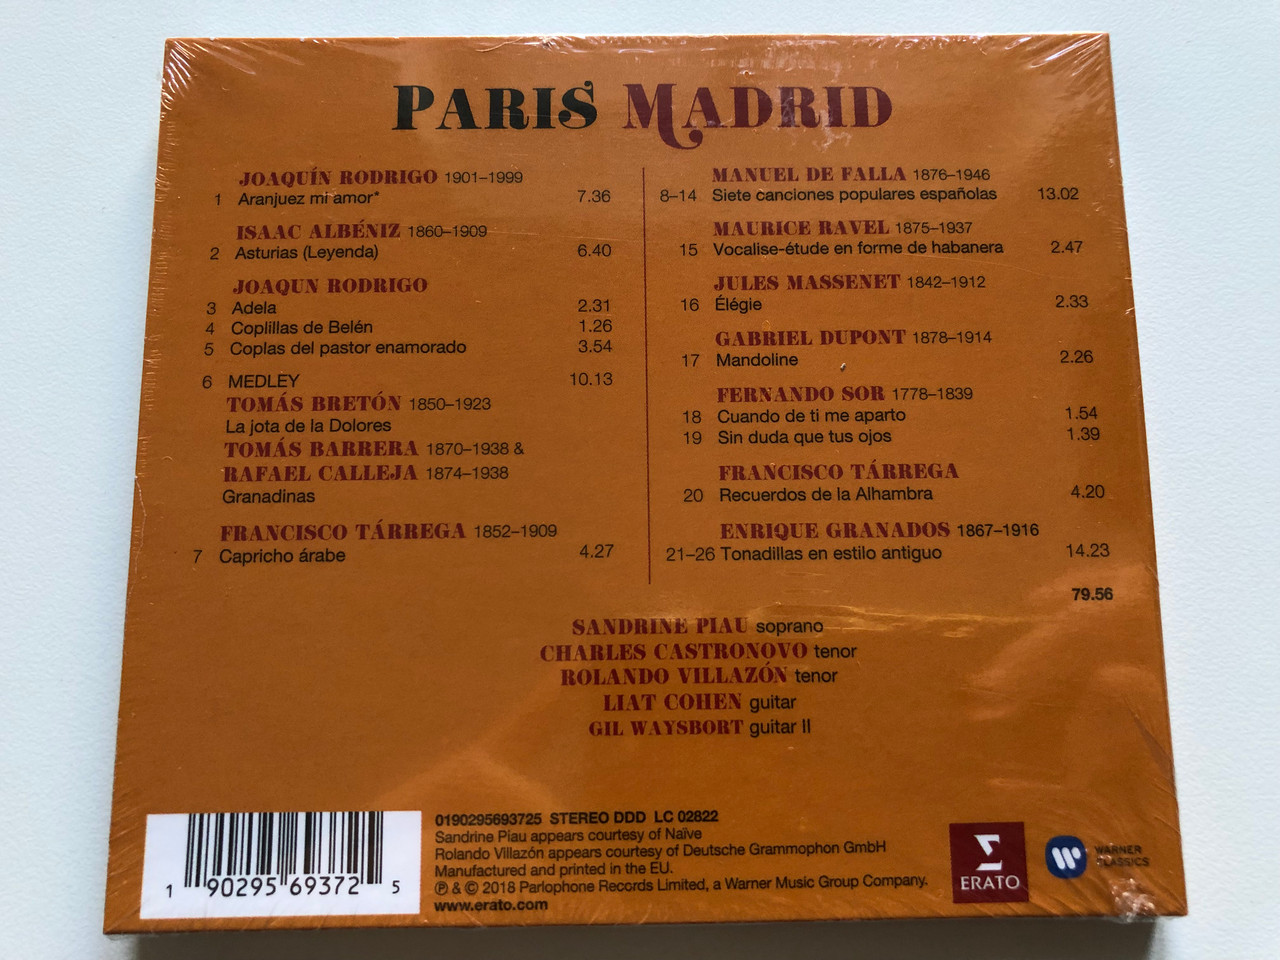 PARIS MADRID
JOAQUÍN RODRIGO 1901–1999
1 Aranjuez mi amor* 7.36
ISAAC ALBÉNIZ 1860–1909
2 Asturias (Leyenda) 6.40
JOAQUN RODRIGO
3 Adela 2.31
4 Coplillas de Belén 1.26
5 Coplas del pastor enamorado 3.54
6 MEDLEY 10.13
TOMÁS BRETÓN 1850–1923
La jota de la Dolores
TOMÁS BARRERA 1870–1938 &
RAFAEL CALLEJA 1874–1938
Granadinas
FRANCISCO TÁRREGA 1852–1909
7 Capricho árabe 4.27
MANUEL DE FALLA 1876–1946
8–14 Siete canciones populares españolas 13.02
MAURICE RAVEL 1875–1937
15 Vocalise-étude en forme de habanera 2.47
JULES MASSENET 1842–1912
16 Élégie 2.33
GABRIEL DUPONT 1878–1914
17 Mandoline 2.26
FERNANDO SOR 1778–1839
18 Cuando de ti me aparto 1.54
19 Sin duda que tus ojos 1.39
FRANCISCO TÁRREGA
20 Recuerdos de la Alhambra 4.20
ENRIQUE GRANADOS 1867–1916
21–26 Tonadillas en estilo antiguo 14.23
79.56
SANDRINE PIAU soprano
CHARLES CASTRONOVO tenor
ROLANDO VILLAZÓN tenor
LIAT COHEN guitar
GIL WAYSBORT guitar II
0190295693725 STEREO DDD LC 02822
Sandrine Piau appears courtesy of Naïve
Rolando Villazón appears courtesy of Deutsche Grammophon GmbH
Manufactured and printed in the EU.
℗ & © 2018 Parlophone Records Limited, a Warner Music Group Company.
www.erato.com
1 90295 69372 5
ERATO
WARNER
CLASSICS